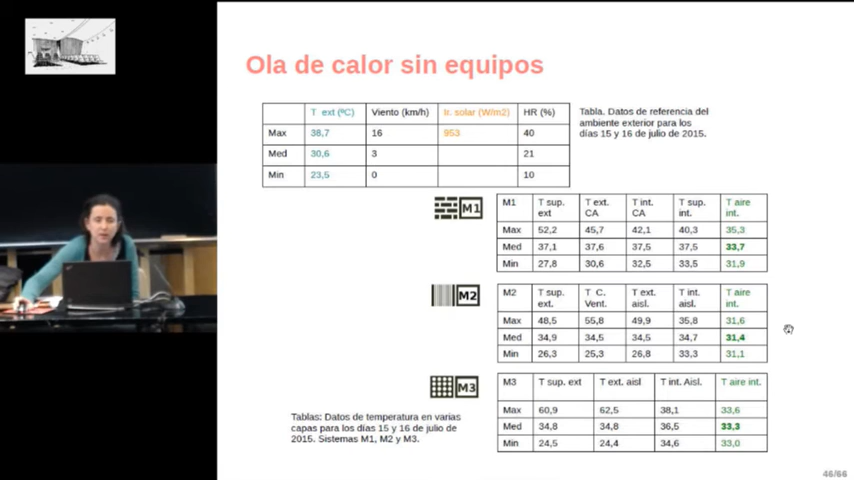 Ola de calor sin equipos
T ext (ºC) Viento (km/h) Ir. solar (W/m2) HR (%)
Max 38,7 16 953 40
Med 30,6 3 21
Min 23,5 0 10
Tabla. Datos de referencia del
ambiente exterior para los
días 15 y 16 de julio de 2015.
M1
M1 T sup. ext T ext. CA T int. CA T sup. int. T aire int.
Max 52,2 45,7 42,1 40,3 35,3
Med 37,1 37,6 37,5 37,5 33,7
Min 27,8 30,6 32,5 33,5 31,9
M2
M2 T sup. ext. T C. Vent. T ext. aisl. T int. aisl. T aire int.
Max 48,5 55,8 49,9 35,8 31,6
Med 34,9 34,5 34,5 34,7 31,4
Min 26,3 25,3 26,8 33,3 31,1
M3
M3 T sup. ext T ext. aisl T int. Aisl. T aire int.
Max 60,9 62,5 38,1 33,6
Med 34,8 34,8 36,5 33,3
Min 24,5 24,4 34,6 33,0
Tablas: Datos de temperatura en varias
capas para los días 15 y 16 de julio de
2015. Sistemas M1, M2 y M3.
46/66